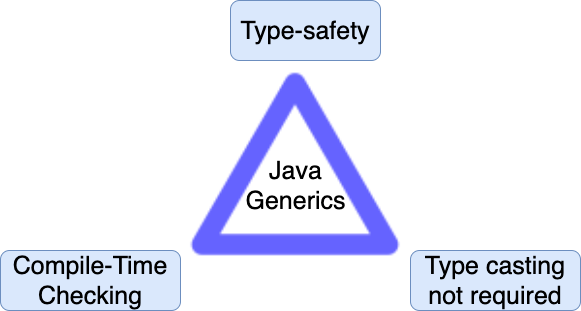 Type-safety
Java
Generics
Compile-Time
Checking
Type casting
not required